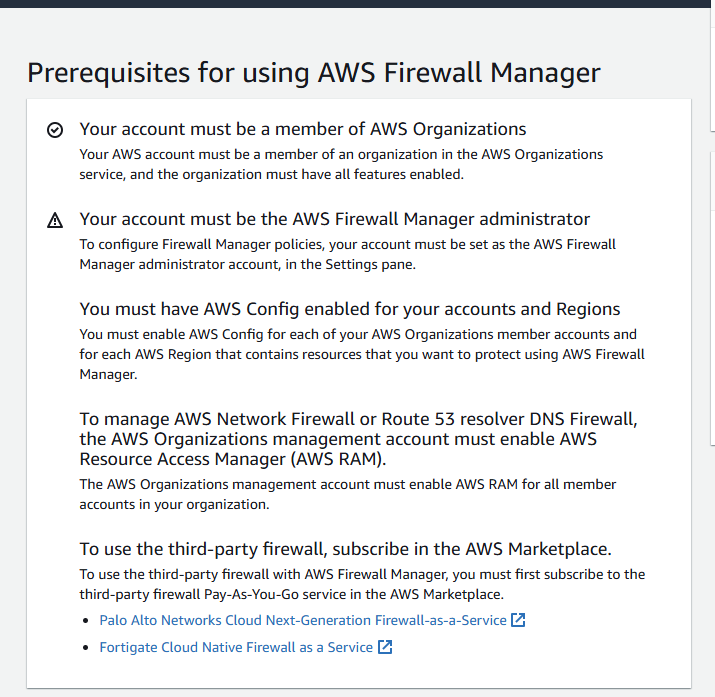 Prerequisites for using AWS Firewall Manager
Your account must be a member of AWS Organizations
Your AWS account must be a member of an organization in the AWS Organizations
service, and the organization must have all features enabled.
Your account must be the AWS Firewall Manager administrator
To configure Firewall Manager policies, your account must be set as the AWS Firewall
Manager administrator account, in the Settings pane.
You must have AWS Config enabled for your accounts and Regions
You must enable AWS Config for each of your AWS Organizations member accounts and
for each AWS Region that contains resources that you want to protect using AWS Firewall
Manager.
To manage AWS Network Firewall or Route 53 resolver DNS Firewall,
the AWS Organizations management account must enable AWS
Resource Access Manager (AWS RAM).
The AWS Organizations management account must enable AWS RAM for all member
accounts in your organization.
To use the third-party firewall, subscribe in the AWS Marketplace.
To use the third-party firewall with AWS Firewall Manager, you must first subscribe to the
third-party firewall Pay-As-You-Go service in the AWS Marketplace.
• Palo Alto Networks Cloud Next-Generation Firewall-as-a-Service
• Fortigate Cloud Native Firewall as a Service